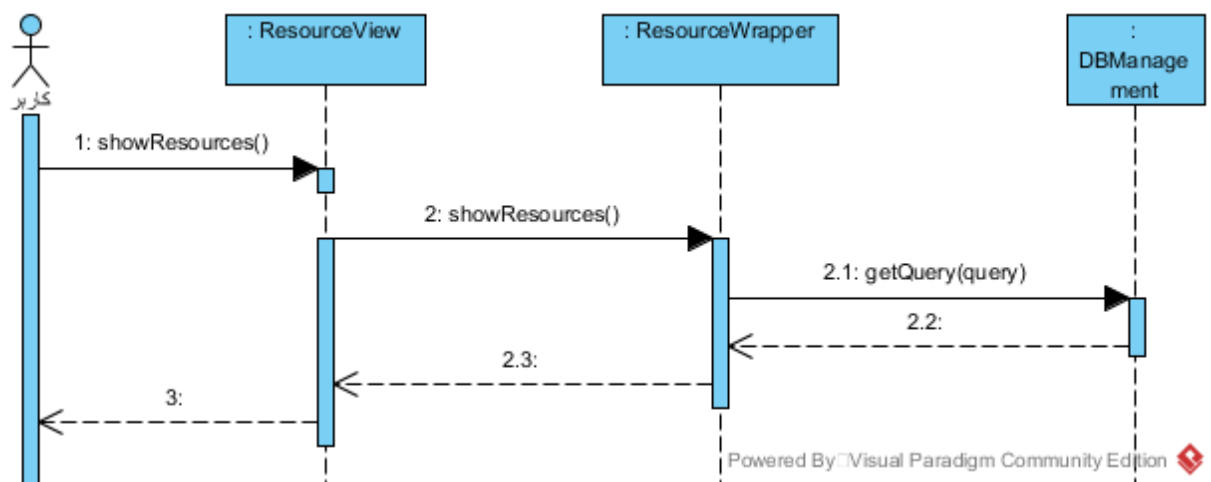 : ResourceView
: ResourceWrapper
:
DBManage
ment
کاربر
1: showResources()
2: showResources()
2.1: getQuery(query)
2.2:
2.3:
3:
Powered By Visual Paradigm Community Edition